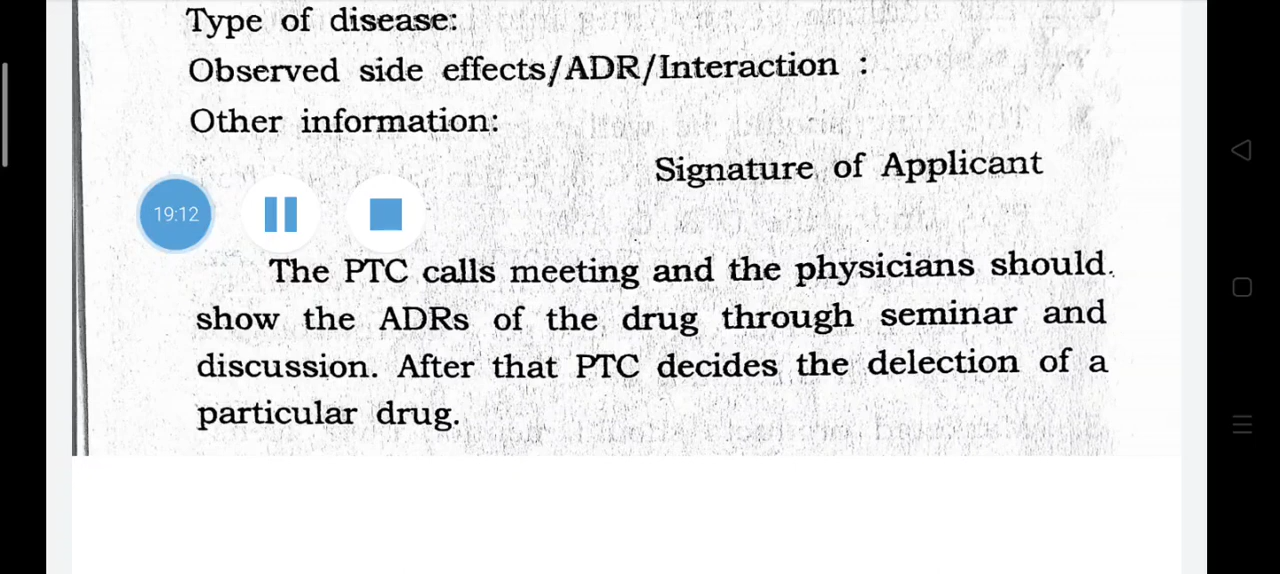 Type of disease:
Observed side effects/ADR/Interaction :
Other information:
Signature of Applicant
19:12
The PTC calls meeting and the physicians should.
show the ADRs of the drug through seminar and
discussion. After that PTC decides the delection of a
particular drug.